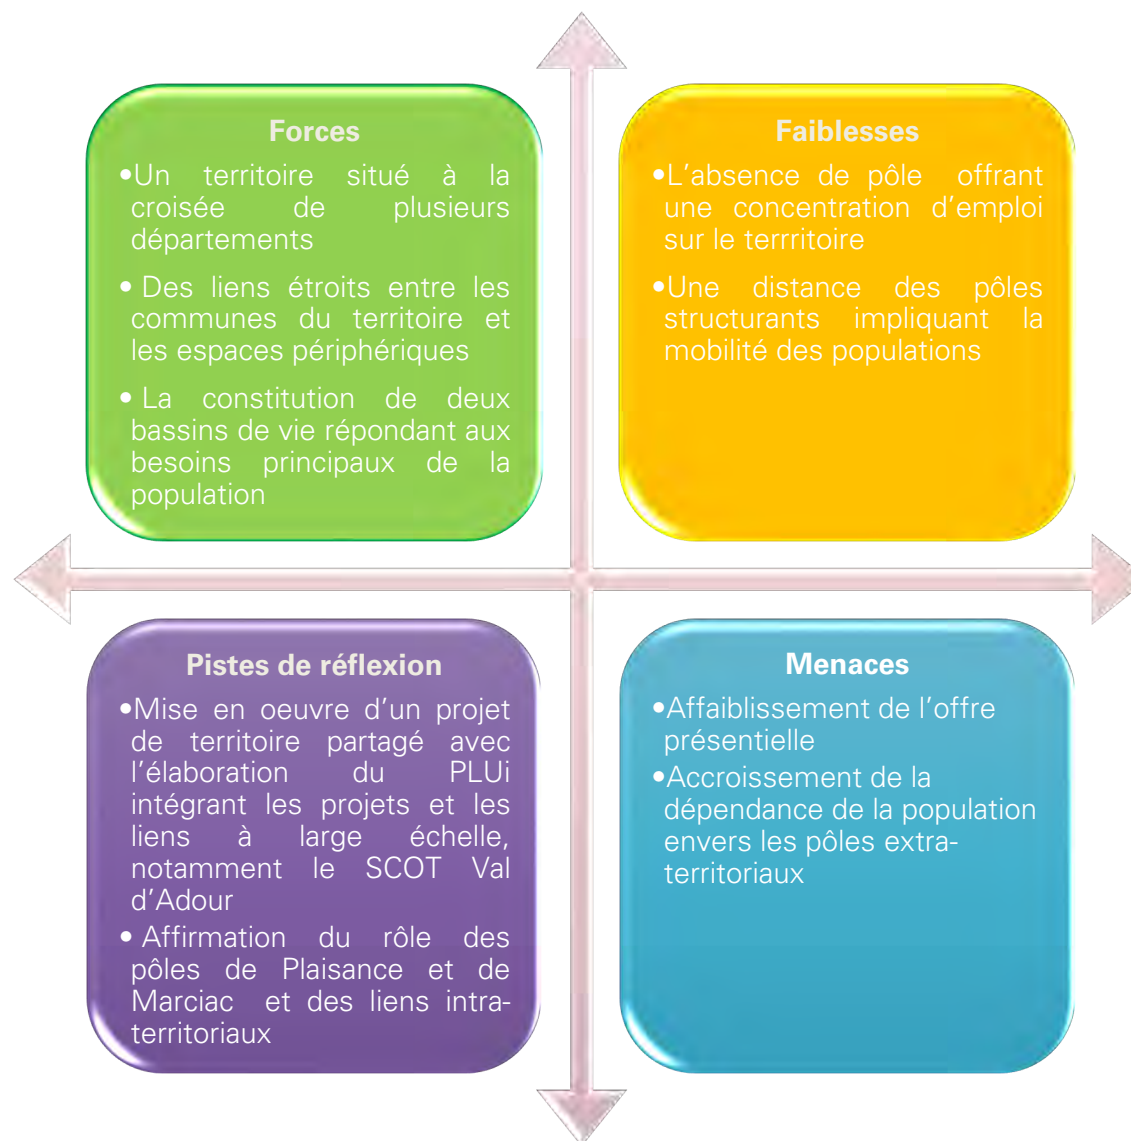 Forces
•Un territoire situé à la
croisée de plusieurs
départements
• Des liens étroits entre les
communes du territoire et
les espaces périphériques
• La constitution de deux
bassins de vie répondant aux
besoins principaux de la
population
Faiblesses
•L'absence de pôle offrant
une concentration d'emploi
sur le terrritoire
•Une distance des pôles
structurants impliquant la
mobilité des populations
Pistes de réflexion
•Mise en oeuvre d'un projet
de territoire partagé avec
l'élaboration du PLUi
intégrant les projets et les
liens à large échelle,
notamment le SCOT Val
d'Adour
• Affirmation du rôle des
pôles de Plaisance et de
Marciac et des liens intra-
territoriaux
Menaces
•Affaiblissement de l'offre
présentielle
•Accroissement de la
dépendance de la population
envers les pôles extra-
territoriaux